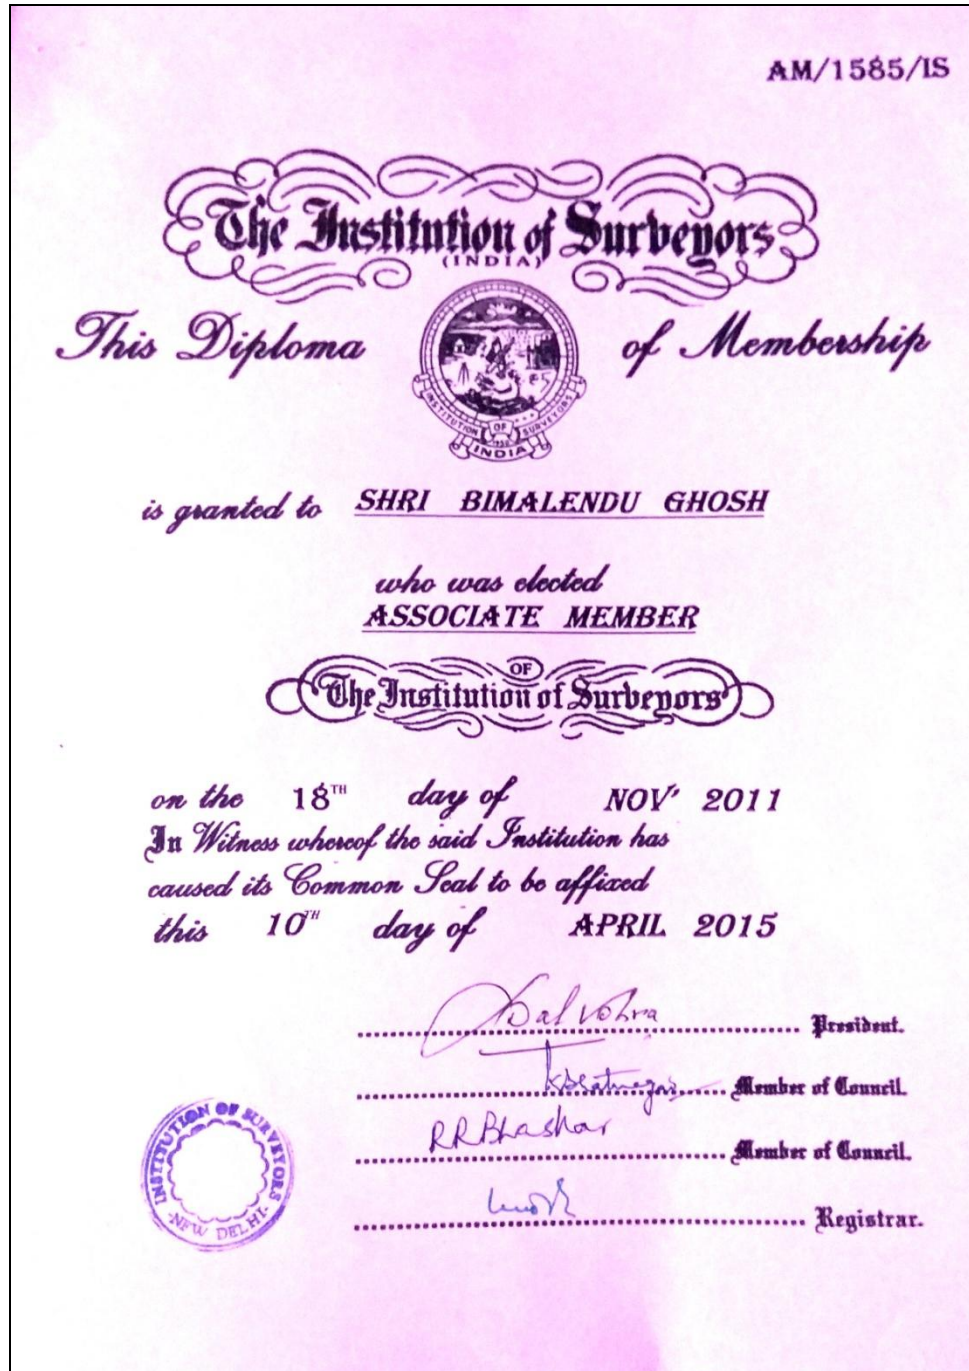 AM/1585/IS
The Institution of Surveyors
(INDIA)
This Diploma of Membership
INSTITUTION OF SURVEYORS
INDIA
is granted to SHRI BIMALENDU GHOSH
who was elected
ASSOCIATE MEMBER
OF
The Institution of Surveyors
on the 18TH day of NOV' 2011
In Witness whereof the said Institution has
caused its Common Seal to be affixed
this 10TH day of APRIL 2015
President.
Member of Council.
RRBhashar
Member of Council.
Registrar.
INSTITUTION OF SURVEYORS
NEW DELHI